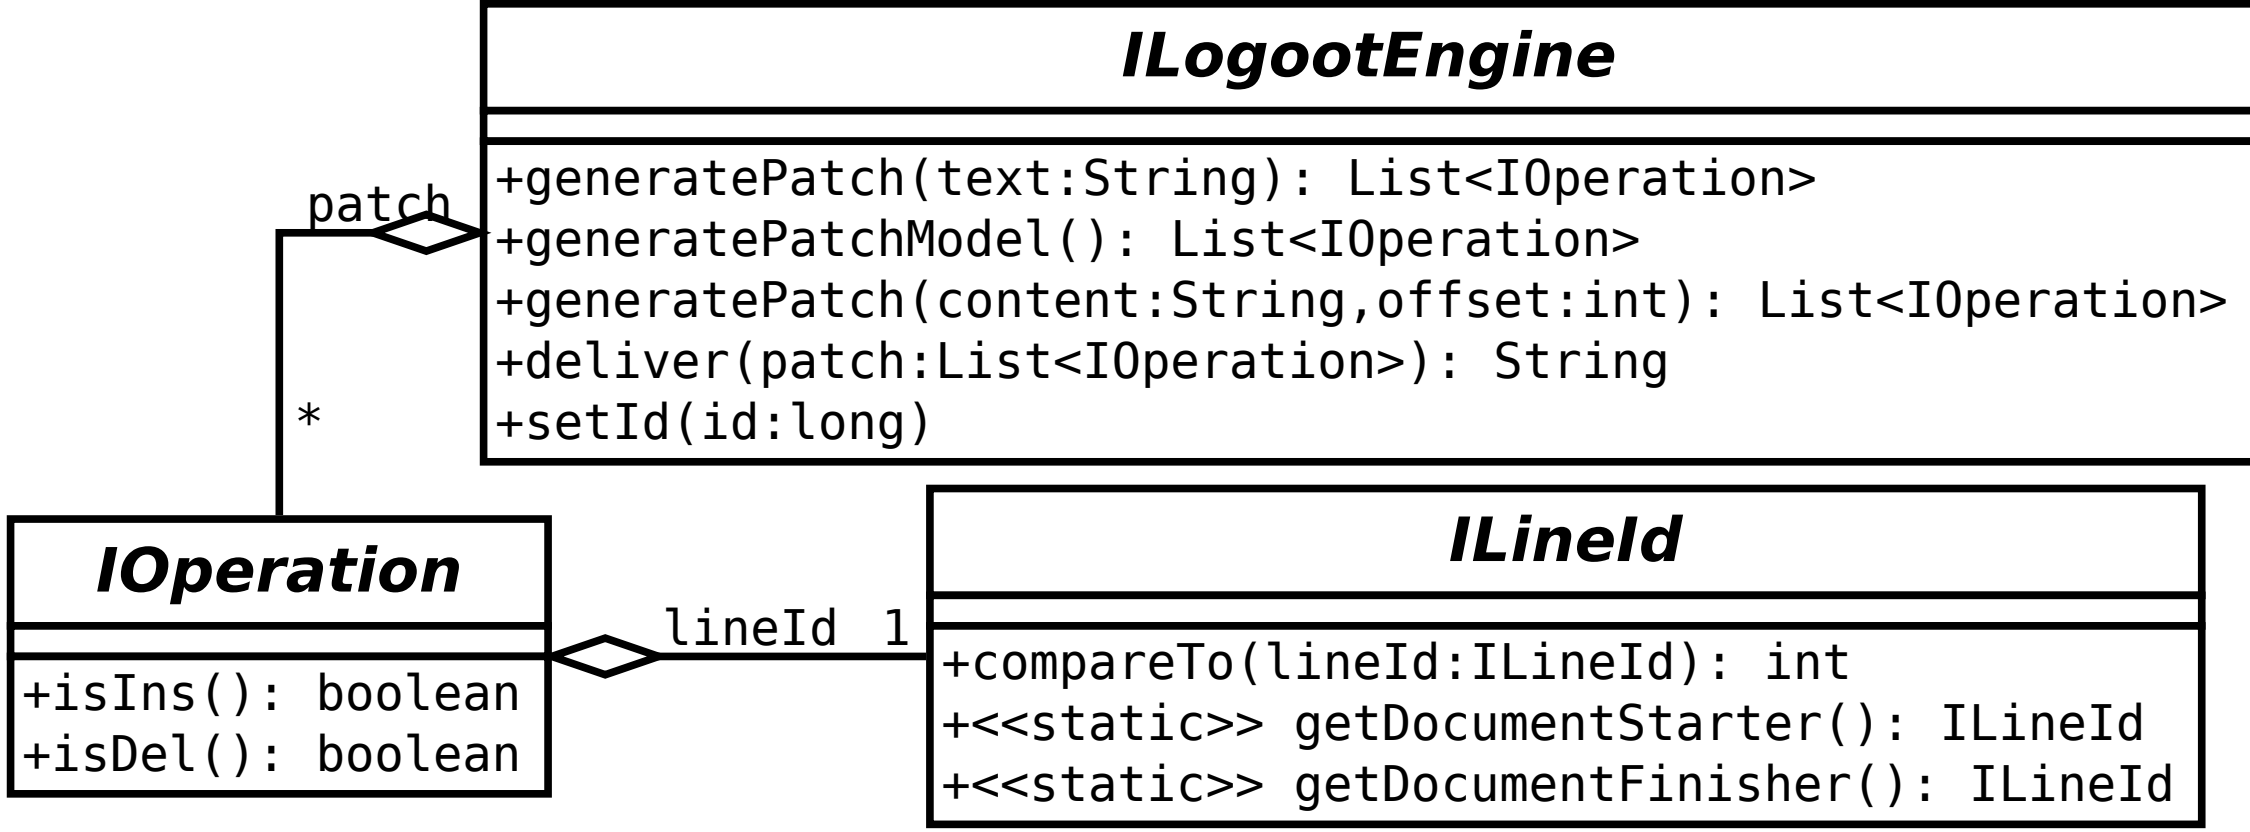 ILogootEngine
+generatePatch(text:String): List<IOperation>
+generatePatchModel(): List<IOperation>
+generatePatch(content:String,offset:int): List<IOperation>
+deliver(patch:List<IOperation>): String
+setId(id:long)
patch
*
IOperation
+isIns(): boolean
+isDel(): boolean
lineId 1
ILineId
+compareTo(lineId:ILineId): int
+<<static>> getDocumentStarter(): ILineId
+<<static>> getDocumentFinisher(): ILineId